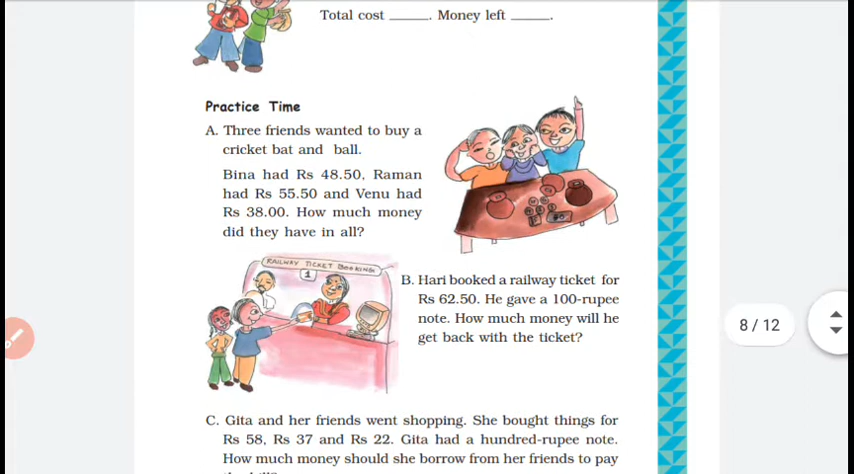 Total cost ______. Money left ______.
Practice Time
A. Three friends wanted to buy a
cricket bat and ball.
Bina had Rs 48.50, Raman
had Rs 55.50 and Venu had
Rs 38.00. How much money
did they have in all?
RAILWAY TICKET BOOKING
1
B. Hari booked a railway ticket for
Rs 62.50. He gave a 100-rupee
note. How much money will he
get back with the ticket?
8 / 12
C. Gita and her friends went shopping. She bought things for
Rs 58, Rs 37 and Rs 22. Gita had a hundred-rupee note.
How much money should she borrow from her friends to pay